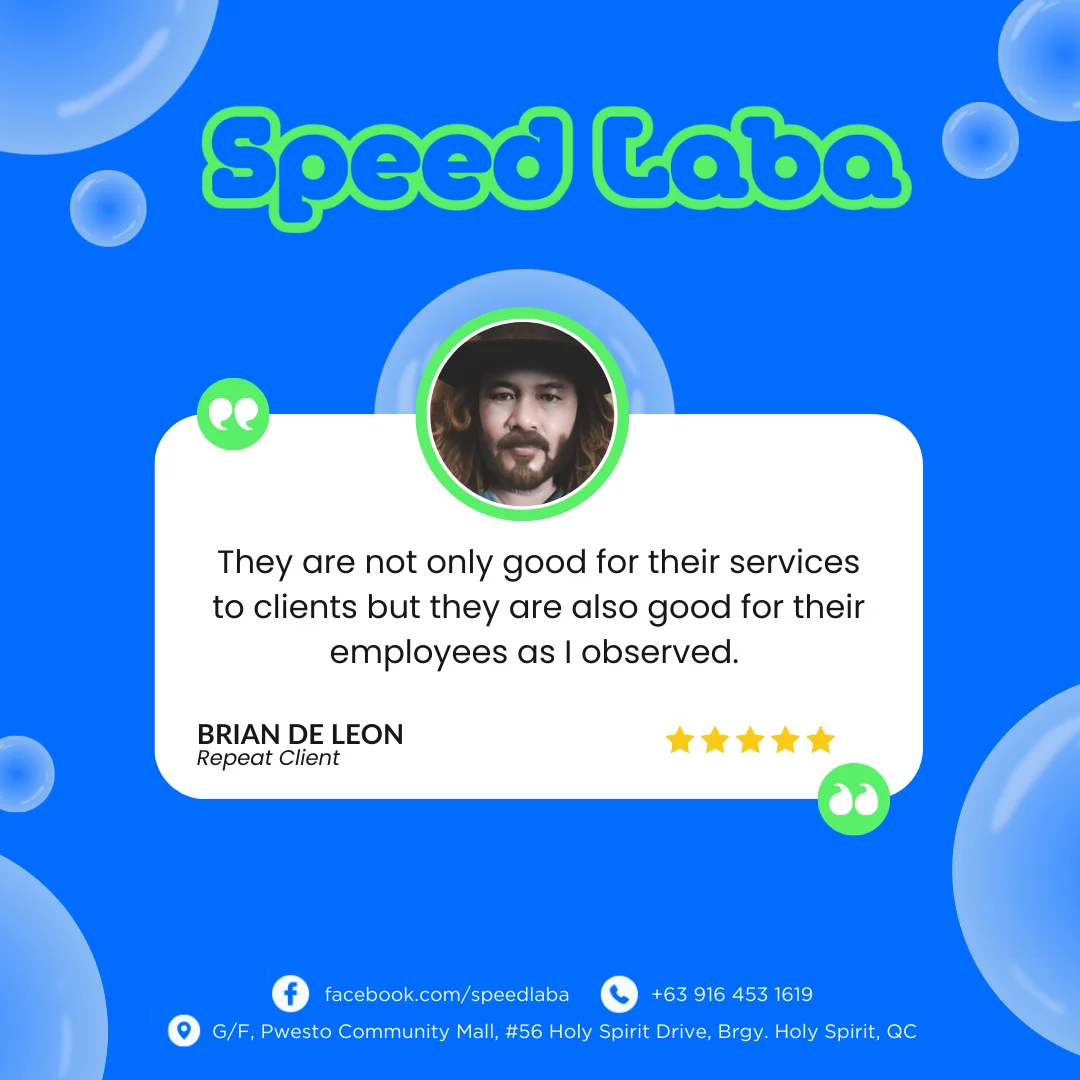 Speed Laba
They are not only good for their services
to clients but they are also good for their
employees as I observed.
BRIAN DE LEON
Repeat Client
facebook.com/speedlaba
+63 916 453 1619
G/F, Pwesto Community Mall, #56 Holy Spirit Drive, Brgy. Holy Spirit, QC